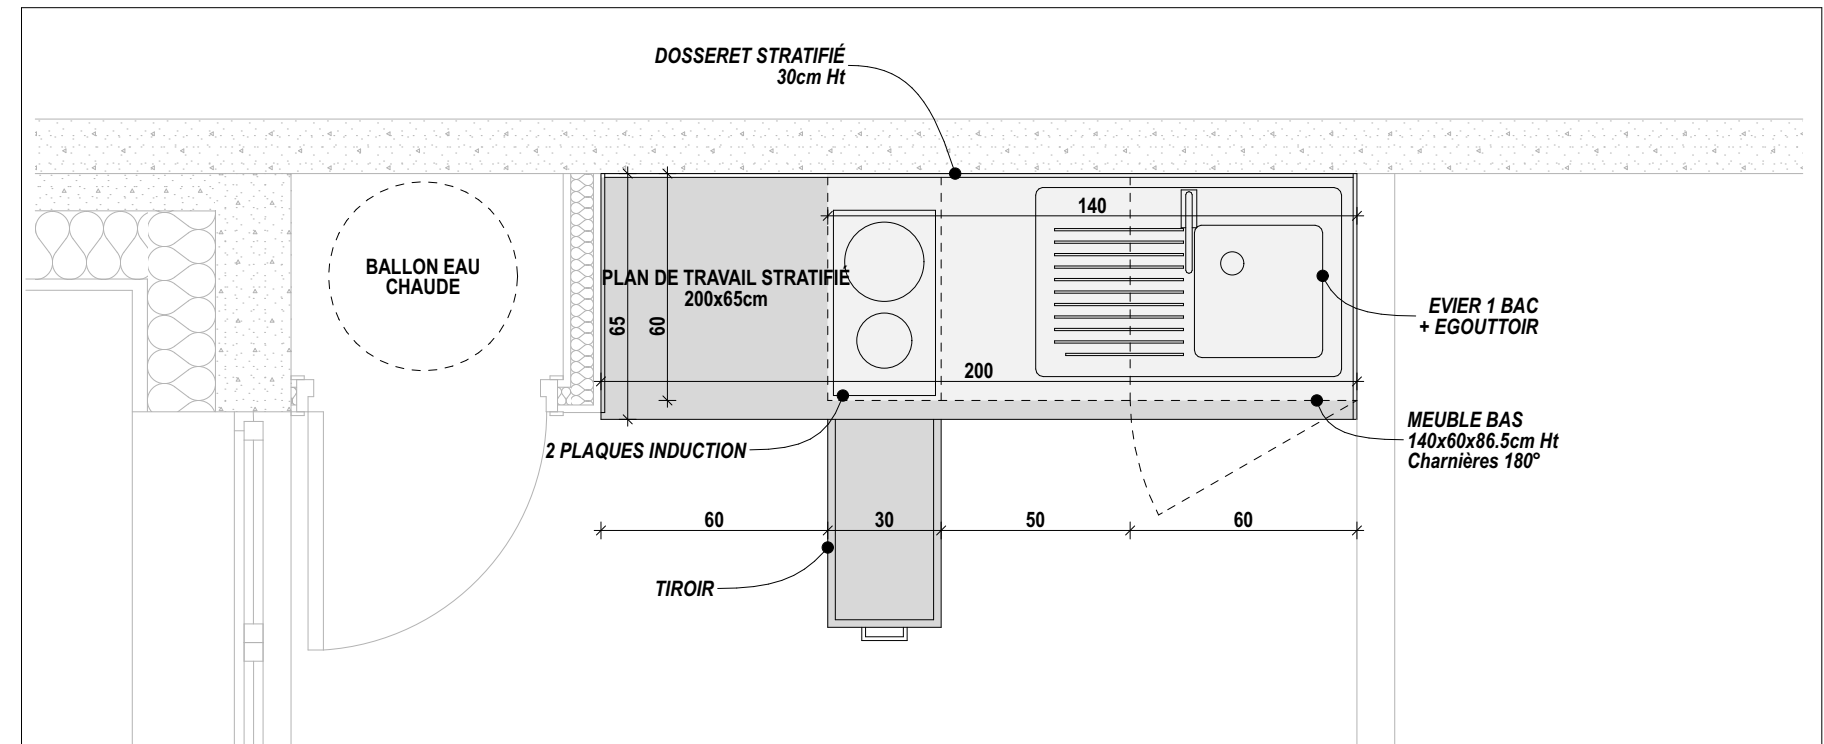 DOSSERET STRATIFIÉ
30cm Ht
140
BALLON EAU
CHAUDE
PLAN DE TRAVAIL STRATIFIÉ
200x65cm
65
60
EVIER 1 BAC
+ EGOUTTOIR
200
2 PLAQUES INDUCTION
MEUBLE BAS
140x60x86.5cm Ht
Charnières 180°
60
30
50
60
TIROIR